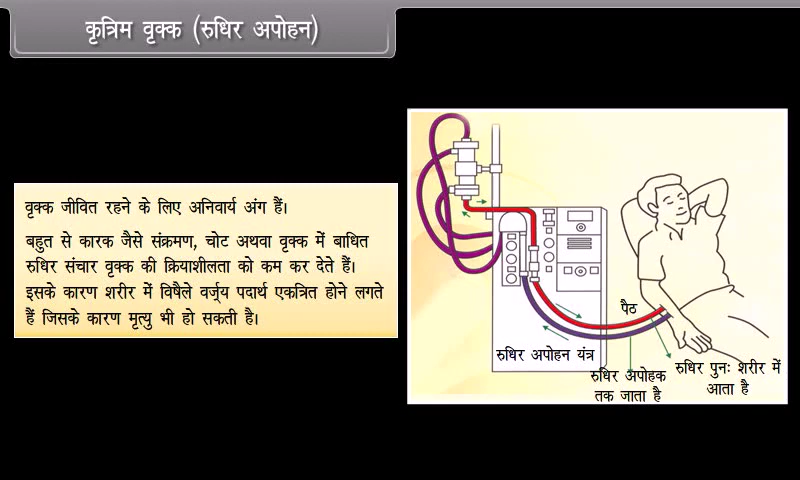 कृत्रिम वृक्क (रुधिर अपोहन)
वृक्क जीवित रहने के लिए अनिवार्य अंग हैं।
बहुत से कारक जैसे संक्रमण, चोट अथवा वृक्क में बाधित
रुधिर संचार वृक्क की क्रियाशीलता को कम कर देते हैं।
इसके कारण शरीर में विषैले वर्ज्य पदार्थ एकत्रित होने लगते
हैं जिसके कारण मृत्यु भी हो सकती है।
पैठ
रुधिर अपोहन यंत्र
रुधिर अपोहक
तक जाता है
रुधिर पुनः शरीर में
आता है